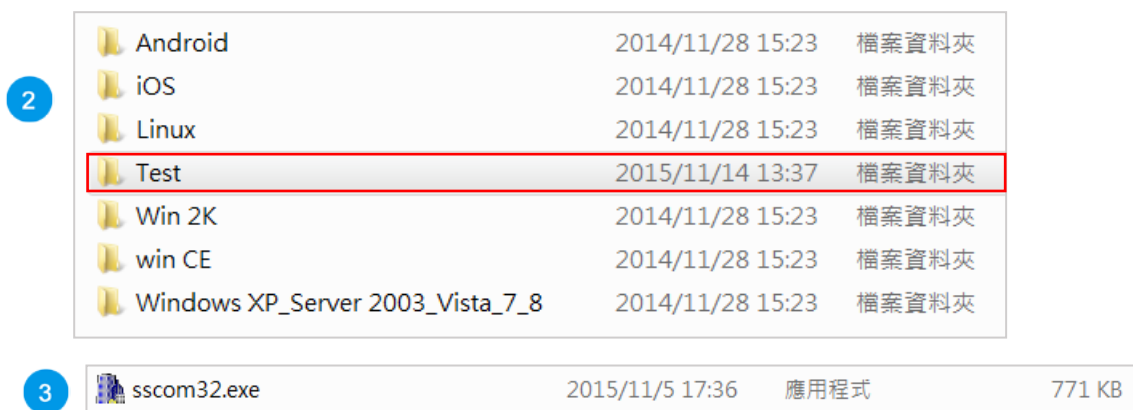 Android 2014/11/28 15:23 檔案資料夾
iOS 2014/11/28 15:23 檔案資料夾
2
Linux 2014/11/28 15:23 檔案資料夾
Test 2015/11/14 13:37 檔案資料夾
Win 2K 2014/11/28 15:23 檔案資料夾
win CE 2014/11/28 15:23 檔案資料夾
Windows XP_Server 2003_Vista_7_8 2014/11/28 15:23 檔案資料夾
3 sscom32.exe 2015/11/5 17:36 應用程式 771 KB